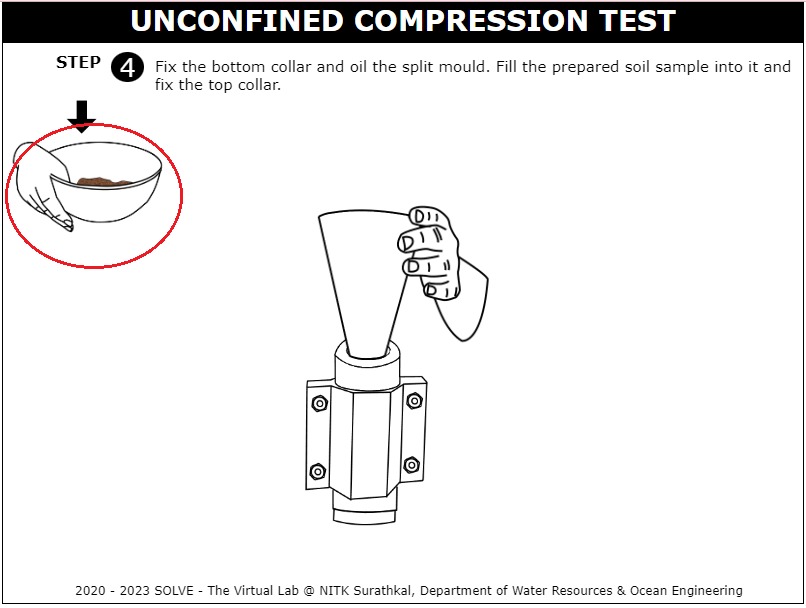 UNCONFINED COMPRESSION TEST
STEP 4 Fix the bottom collar and oil the split mould. Fill the prepared soil sample into it and
fix the top collar.
2020 - 2023 SOLVE - The Virtual Lab @ NITK Surathkal, Department of Water Resources & Ocean Engineering